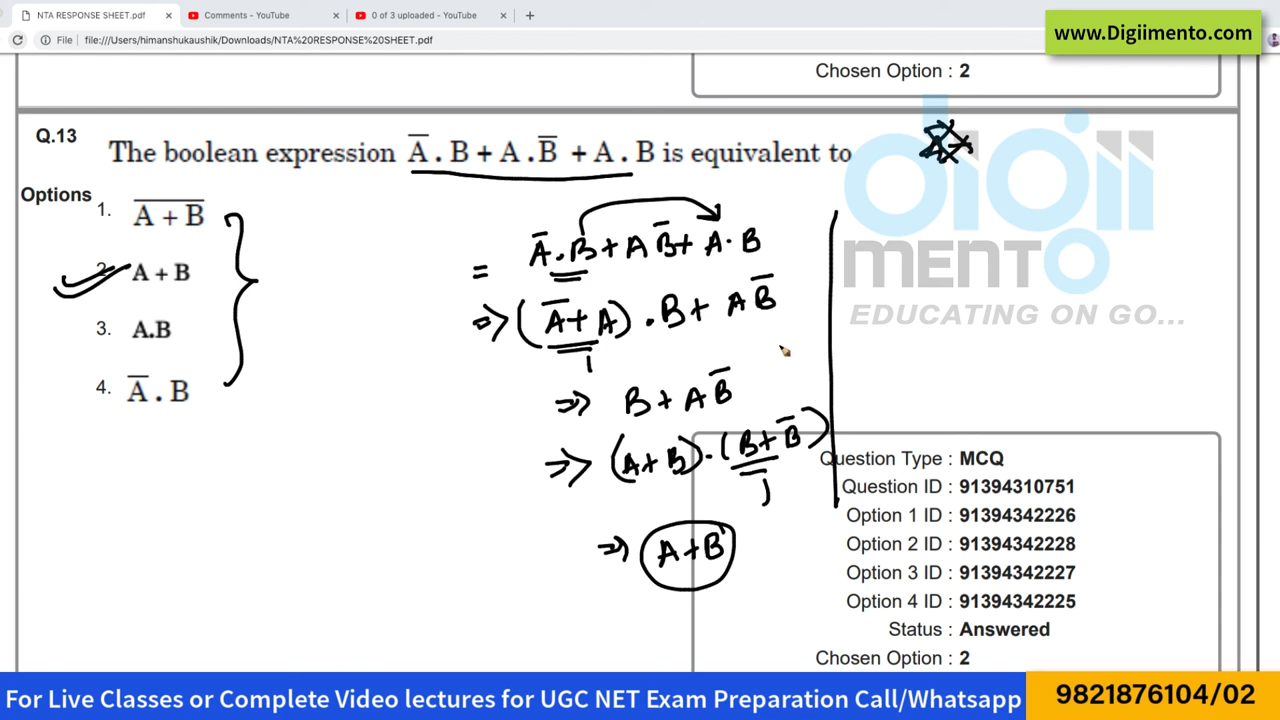 NTA RESPONSE SHEET.pdf
Comments - YouTube
0 of 3 uploaded - YouTube
File
file:///Users/himanshukaushik/Downloads/NTA%20RESPONSE%20SHEET.pdf
www.Digiimento.com
Chosen Option : 2
Q.13
The boolean expression A̅ . B + A . B̅ + A . B is equivalent to
Options
1. A̅ ̅+̅ ̅B̅
2. A + B
3. A.B
4. A̅ . B
= A̅ . B + A B̅ + A . B
⇒ (A̅ + A) . B + A B̅
1
⇒ B + A B̅
⇒ (A + B) . (B + B̅)
1
⇒ A + B
digii
MENTO
EDUCATING ON GO...
Question Type : MCQ
Question ID : 91394310751
Option 1 ID : 91394342226
Option 2 ID : 91394342228
Option 3 ID : 91394342227
Option 4 ID : 91394342225
Status : Answered
Chosen Option : 2
For Live Classes or Complete Video lectures for UGC NET Exam Preparation Call/Whatsapp
9821876104/02